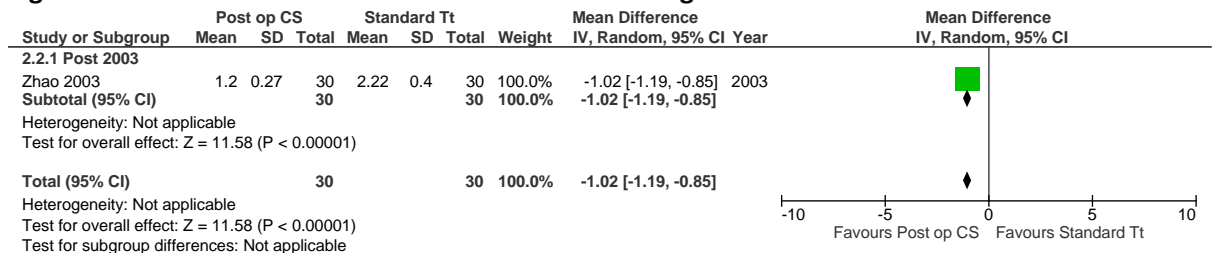 Post op CS Standard Tt Mean Difference Mean Difference
Study or Subgroup Mean SD Total Mean SD Total Weight IV, Random, 95% CI Year IV, Random, 95% CI
2.2.1 Post 2003
Zhao 2003 1.2 0.27 30 2.22 0.4 30 100.0% -1.02 [-1.19, -0.85] 2003
Subtotal (95% CI) 30 30 100.0% -1.02 [-1.19, -0.85]
Heterogeneity: Not applicable
Test for overall effect: Z = 11.58 (P < 0.00001)
Total (95% CI) 30 30 100.0% -1.02 [-1.19, -0.85]
Heterogeneity: Not applicable
Test for overall effect: Z = 11.58 (P < 0.00001)
Test for subgroup differences: Not applicable
-10 -5 0 5 10
Favours Post op CS Favours Standard Tt